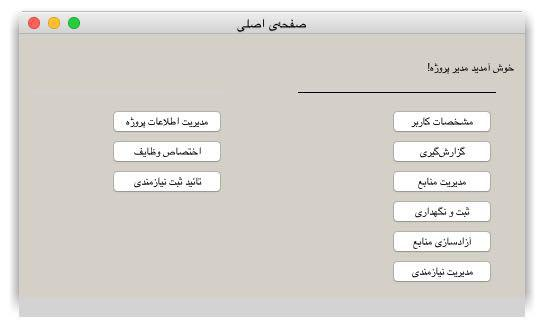 صفحه‌ی اصلی
خوش آمدید مدیر پروژه!
مشخصات کاربر
گزارش‌گیری
مدیریت منابع
ثبت و نگهداری
آزادسازی منابع
مدیریت نیازمندی
مدیریت اطلاعات پروژه
اختصاص وظایف
تائید ثبت نیازمندی